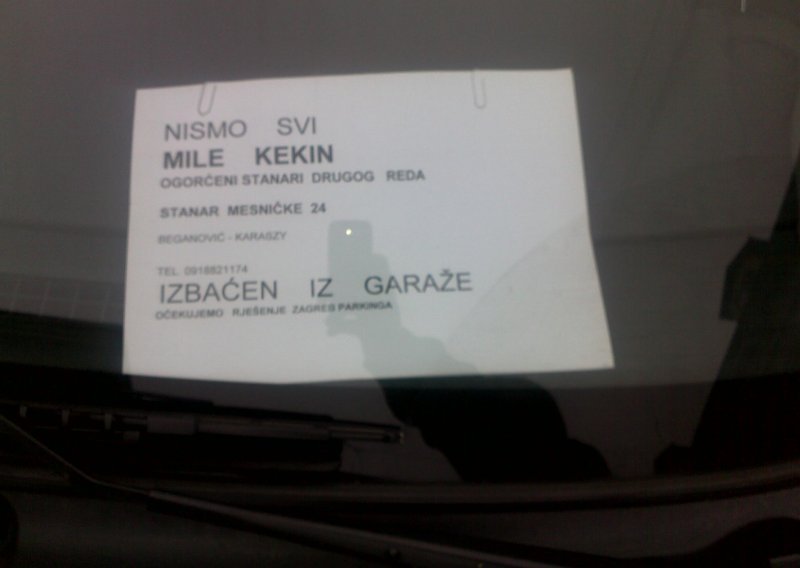 NISMO SVI
MILE KEKIN
OGORČENI STANARI DRUGOG REDA
STANAR MESNIČKE 24
BEGANOVIĆ - KARASZY
TEL 0918821174
IZBAĆEN IZ GARAŽE
OČEKUJEMO RJEŠENJE ZAGREB PARKINGA